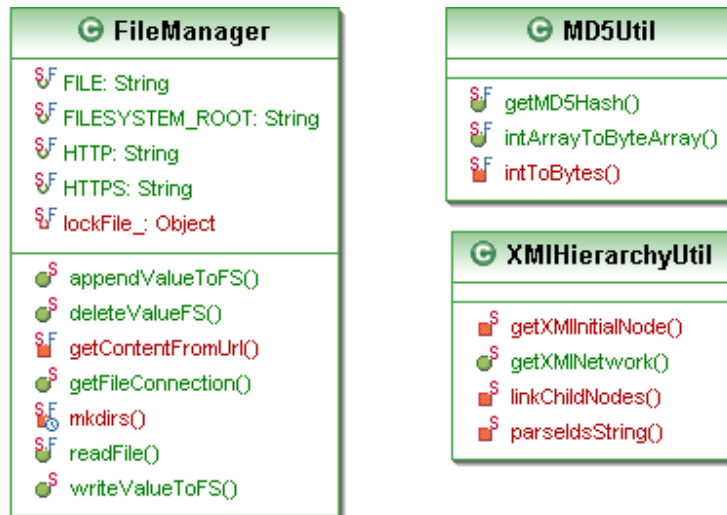 FileManager
FILE: String
FILESYSTEM_ROOT: String
HTTP: String
HTTPS: String
lockFile_: Object
appendValueToFS()
deleteValueFS()
getContentFromUrl()
getFileConnection()
mkdirs()
readFile()
writeValueToFS()
MD5Util
getMD5Hash()
intArrayToByteArray()
intToBytes()
XMIHierarchyUtil
getXMIInitialNode()
getXMINetwork()
linkChildNodes()
parseIdsString()